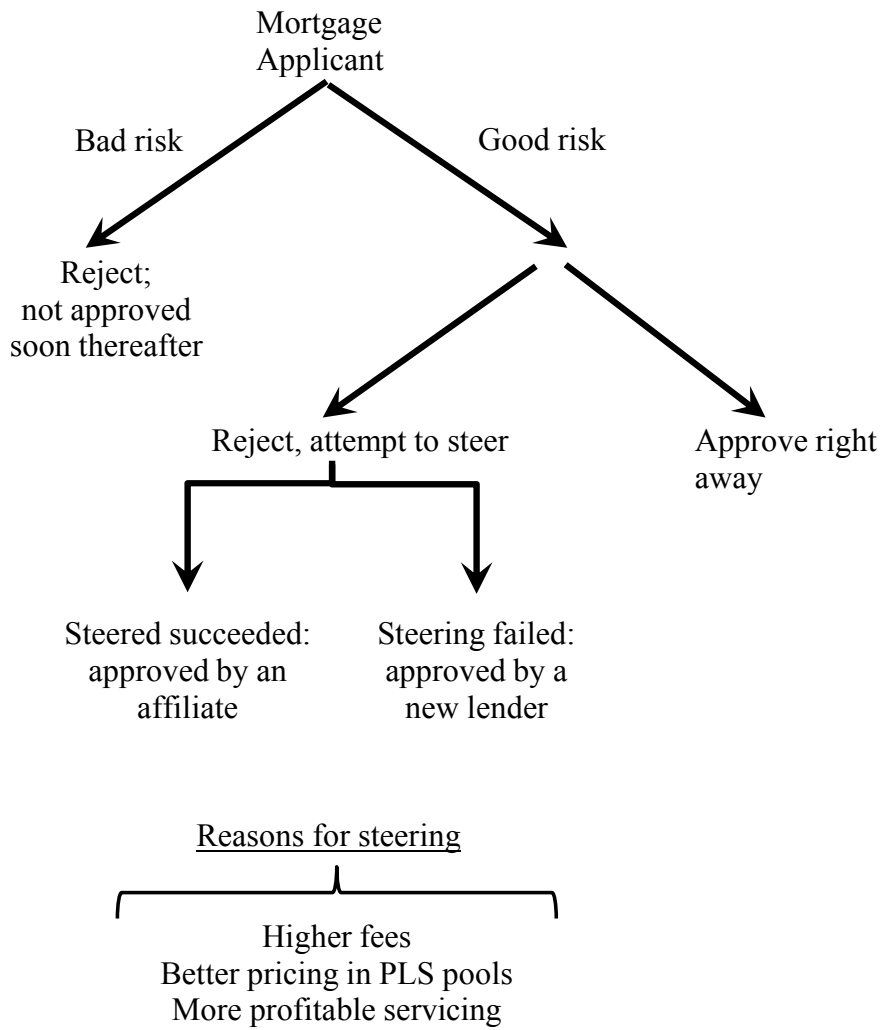 Mortgage
Applicant
Bad risk
Good risk
Reject;
not approved
soon thereafter
Reject, attempt to steer
Approve right
away
Steered succeeded:
approved by an
affiliate
Steering failed:
approved by a
new lender
Reasons for steering
Higher fees
Better pricing in PLS pools
More profitable servicing